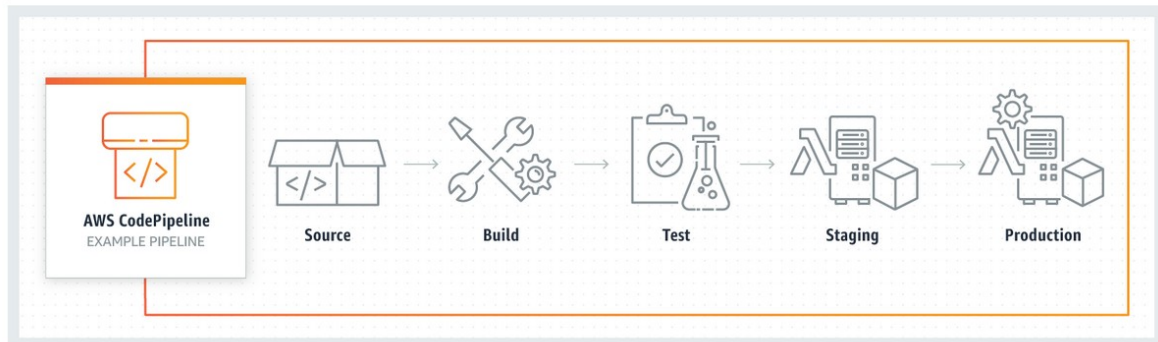 </>
AWS CodePipeline
EXAMPLE PIPELINE
</>
Source
Build
Test
Staging
Production